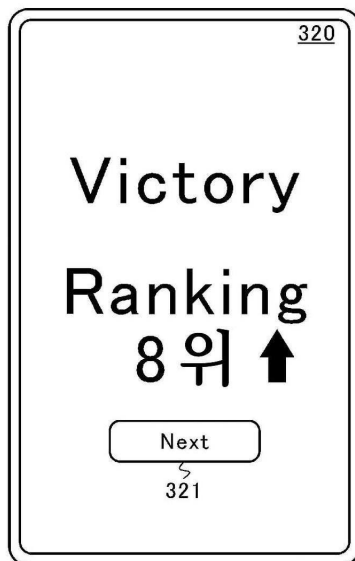 320
Victory
Ranking
8위 ↑
Next
321